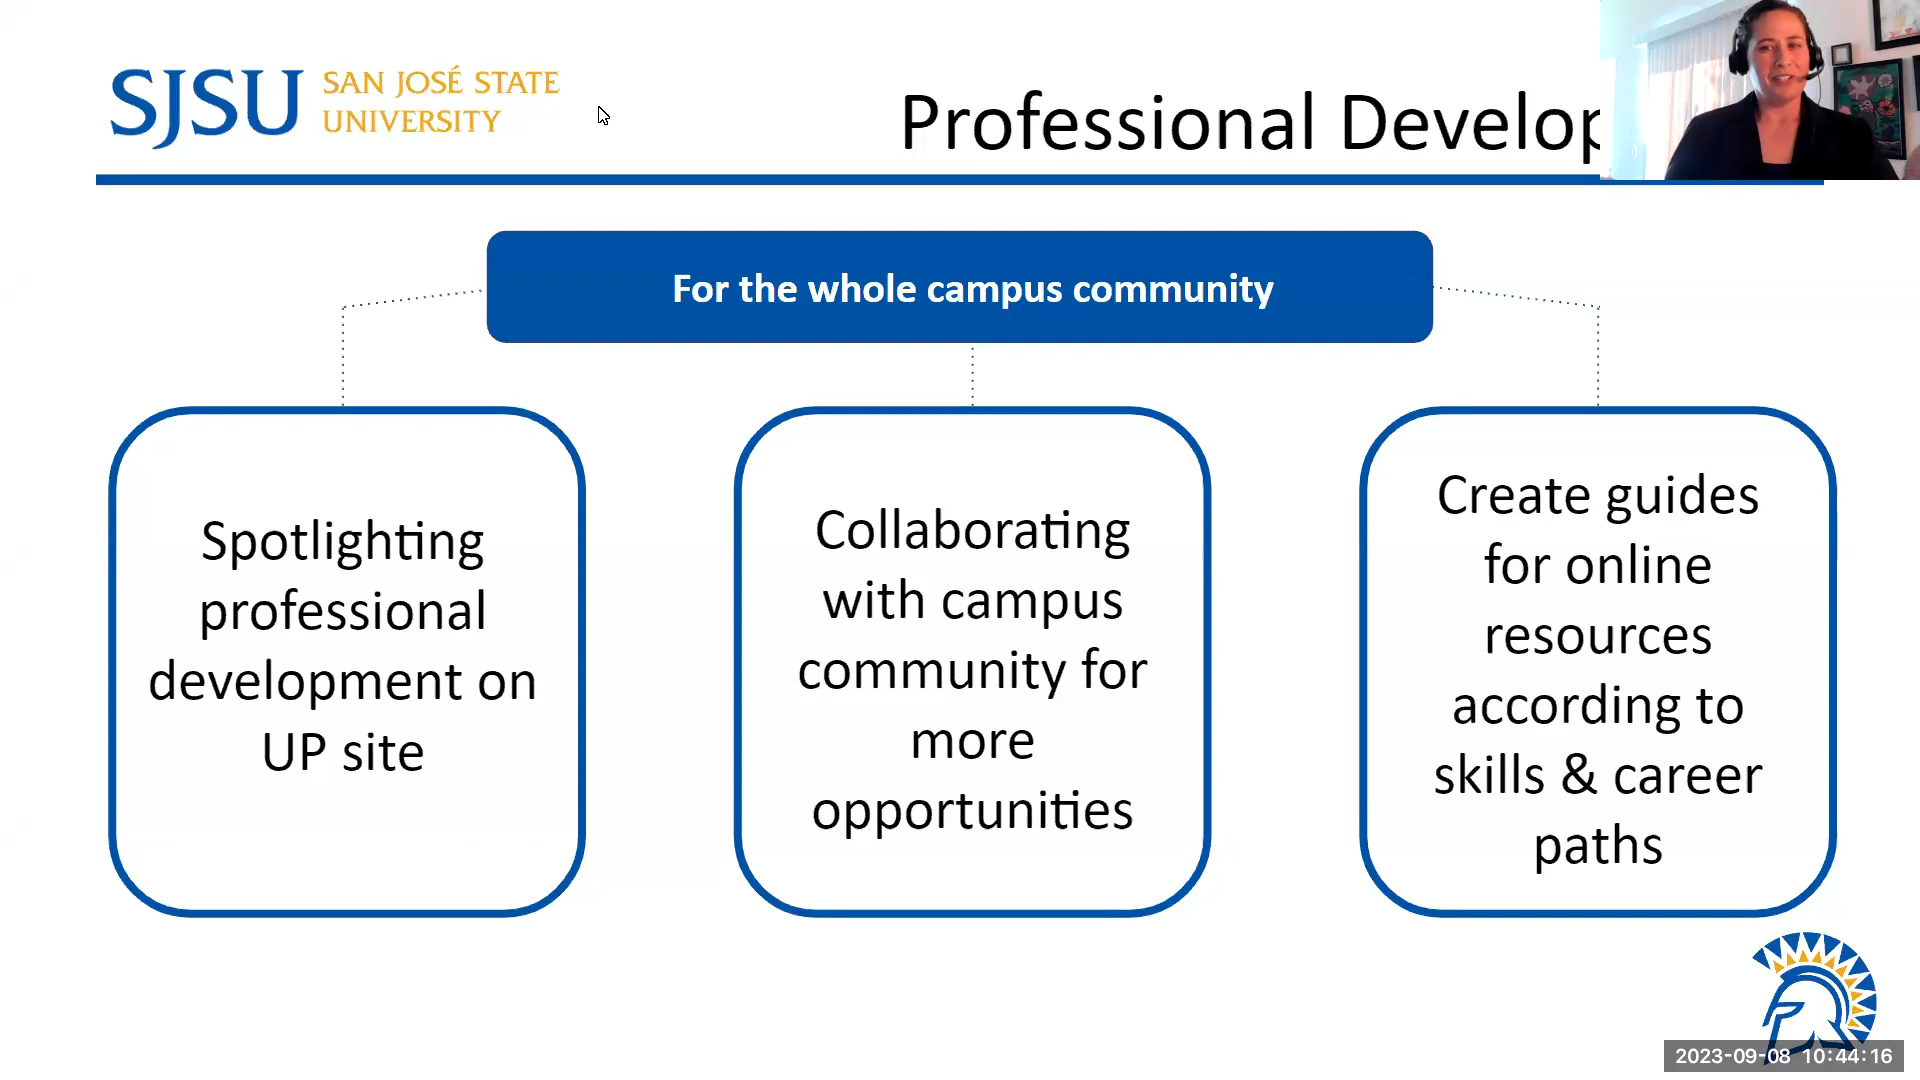 SJSU SAN JOSÉ STATE
UNIVERSITY
Professional Develop
For the whole campus community
Spotlighting
professional
development on
UP site
Collaborating
with campus
community for
more
opportunities
Create guides
for online
resources
according to
skills & career
paths
2023-09-08 10:44:16